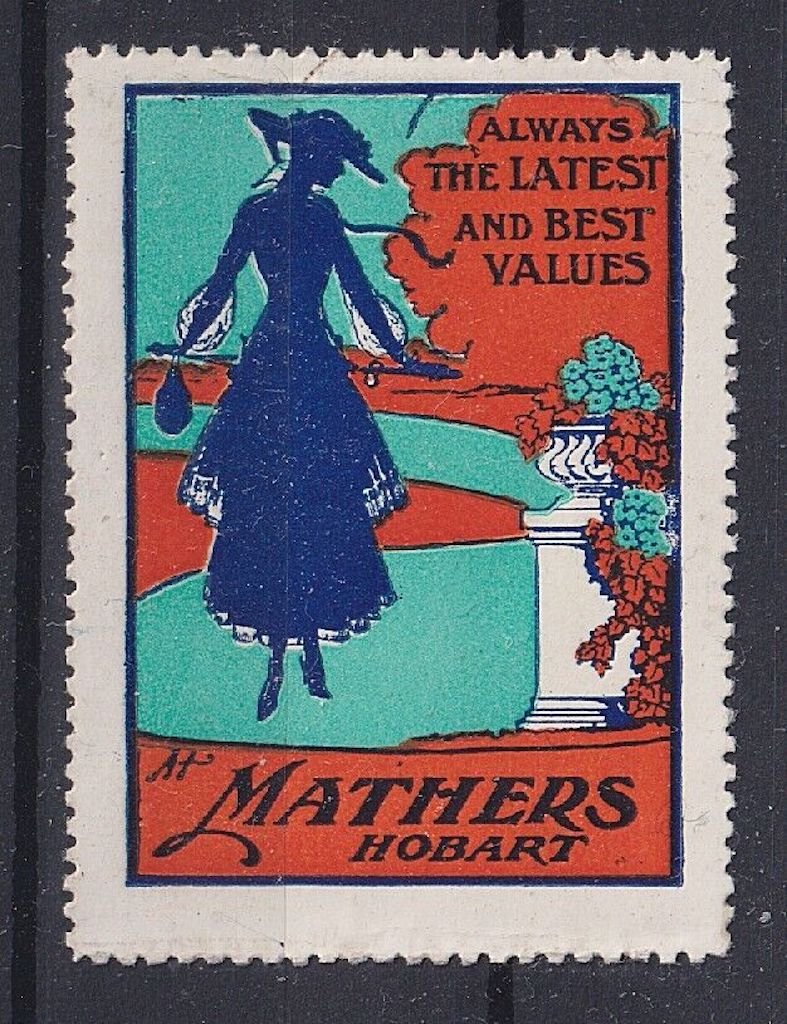 ALWAYS
THE LATEST
AND BEST
VALUES
At MATHERS
HOBART